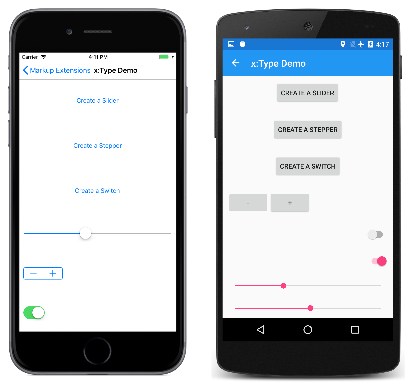 Carrier 4:11 PM
Markup Extensions x:Type Demo
Create a Slider
Create a Stepper
Create a Switch
4:17
x:Type Demo
CREATE A SLIDER
CREATE A STEPPER
CREATE A SWITCH
- +